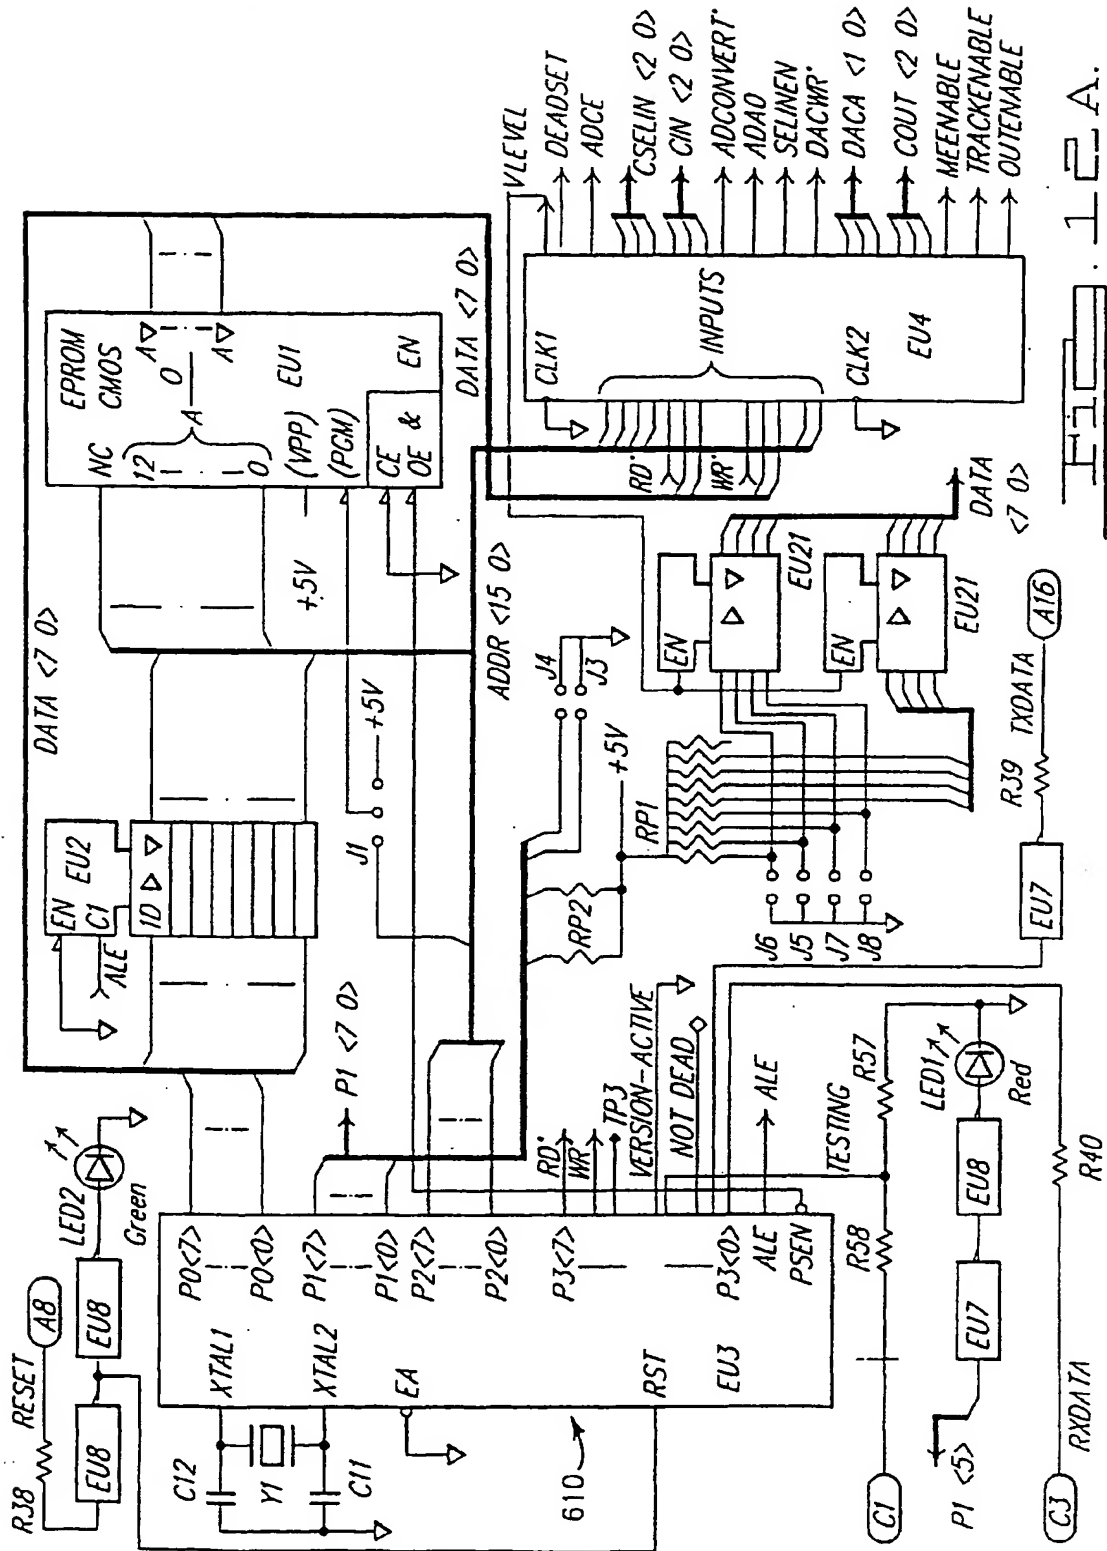 R38
RESET
A8
EU8
EU8
LED2
Green
C12
Y1
C11
XTAL1
XTAL2
EA
RST
EU3
610
P0<7>
P0<0>
P1<7>
P1<0>
P2<7>
P2<0>
P3<7>
P3<0>
ALE
PSEN
P1 <7 0>
RD*
WR*
TP3
VERSION-ACTIVE
NOT DEAD
ALE
TESTING
C1
R58
R57
P1 <5>
EU7
EU8
LED1
Red
C3
RXDATA
R40
DATA <7 0>
EN
C1
EU2
ALE
1D
J1
+5V
ADDR <15 0>
EPROM
CMOS
NC
12
A
0
A
0
A
(VPP)
EU1
(PGM)
CE
OE & EN
+5V
DATA <7 0>
J4
J3
+5V
RP1
RP2
J6
J5
J7
J8
EN
EU21
EN
EU21
DATA
<7 0>
EU7
R39
TXDATA
A16
RD*
WR*
CLK1
INPUTS
CLK2
EU4
VLEVEL
DEADSET
ADCE
CSELIN <2 0>
CIN <2 0>
ADCONVERT*
ADAO
SELINEN
DACWR*
DACA <1 0>
COUT <2 0>
MEENABLE
TRACKENABLE
OUTENABLE
FIG. 12A.